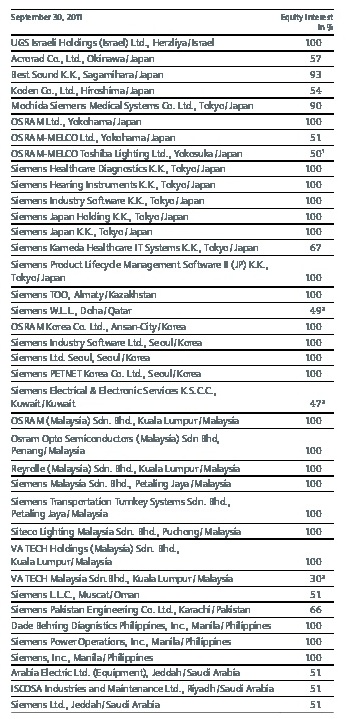 September 30, 2011 Equity Interest
in %
UGS Israeli Holdings (Israel) Ltd., Herzliya/Israel 100
Acrorad Co., Ltd., Okinawa/Japan 57
Best Sound K.K., Sagamihara/Japan 93
Koden Co., Ltd., Hiroshima/Japan 54
Mochida Siemens Medical Systems Co. Ltd., Tokyo/Japan 90
OSRAM Ltd., Yokohama/Japan 100
OSRAM-MELCO Ltd., Yokohama/Japan 51
OSRAM-MELCO Toshiba Lighting Ltd., Yokosuka/Japan 50¹
Siemens Healthcare Diagnostics K.K., Tokyo/Japan 100
Siemens Hearing Instruments K.K., Tokyo/Japan 100
Siemens Industry Software K.K., Tokyo/Japan 100
Siemens Japan Holding K.K., Tokyo/Japan 100
Siemens Japan K.K., Tokyo/Japan 100
Siemens Kameda Healthcare IT Systems K.K., Tokyo/Japan 67
Siemens Product Lifecycle Management Software II (JP) K.K.,
Tokyo/Japan 100
Siemens TOO, Almaty/Kazakhstan 100
Siemens W.L.L., Doha/Qatar 49³
OSRAM Korea Co. Ltd., Ansan-City/Korea 100
Siemens Industry Software Ltd., Seoul/Korea 100
Siemens Ltd. Seoul, Seoul/Korea 100
Siemens PETNET Korea Co. Ltd., Seoul/Korea 100
Siemens Electrical & Electronic Services K.S.C.C.,
Kuwait/Kuwait 47³
OSRAM (Malaysia) Sdn. Bhd., Kuala Lumpur/Malaysia 100
Osram Opto Semiconductors (Malaysia) Sdn Bhd,
Penang/Malaysia 100
Reyrolle (Malaysia) Sdn. Bhd., Kuala Lumpur/Malaysia 100
Siemens Malaysia Sdn. Bhd., Petaling Jaya/Malaysia 100
Siemens Transportation Turnkey Systems Sdn. Bhd.,
Petaling Jaya/Malaysia 100
Siteco Lighting Malaysia Sdn. Bhd., Puchong/Malaysia 100
VA TECH Holdings (Malaysia) Sdn. Bhd.,
Kuala Lumpur/Malaysia 100
VA TECH Malaysia Sdn.Bhd., Kuala Lumpur/Malaysia 30³
Siemens L.L.C., Muscat/Oman 51
Siemens Pakistan Engineering Co. Ltd., Karachi/Pakistan 66
Dade Behring Diagnostics Philippines, Inc., Manila/Philippines 100
Siemens Power Operations, Inc., Manila/Philippines 100
Siemens, Inc., Manila/Philippines 100
Arabia Electric Ltd. (Equipment), Jeddah/Saudi Arabia 51
ISCOSA Industries and Maintenance Ltd., Riyadh/Saudi Arabia 51
Siemens Ltd., Jeddah/Saudi Arabia 51